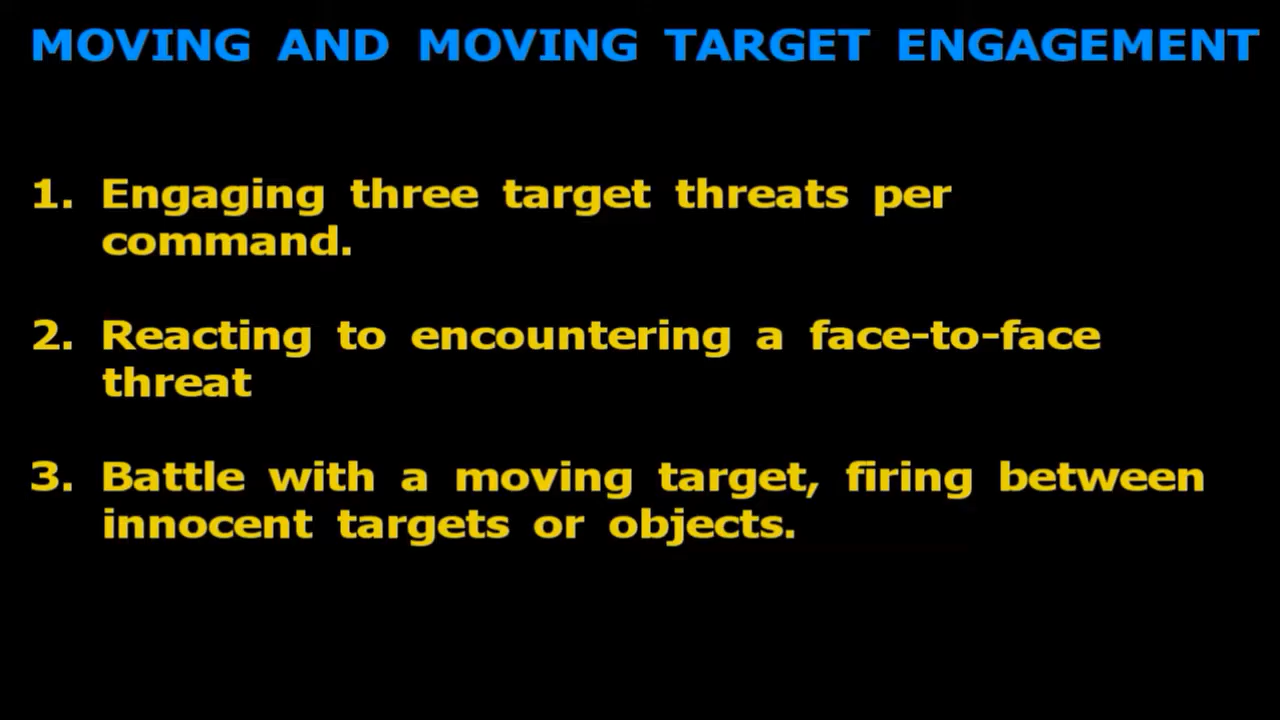 MOVING AND MOVING TARGET ENGAGEMENT
1. Engaging three target threats per
command.
2. Reacting to encountering a face-to-face
threat
3. Battle with a moving target, firing between
innocent targets or objects.